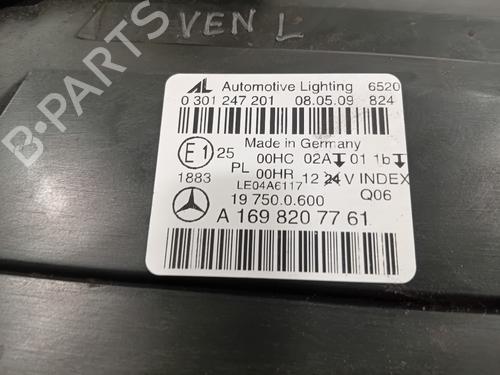 VEN L
AL Automotive Lighting 6520
0 301 247 201 08.05.09 824
Made in Germany
E1 25 00HC 02A 01 1b
PL 00HR 12 24 V INDEX
1883 LE04A6117 Q06
19 750.0.600
A 169 820 77 61
B-PARTS